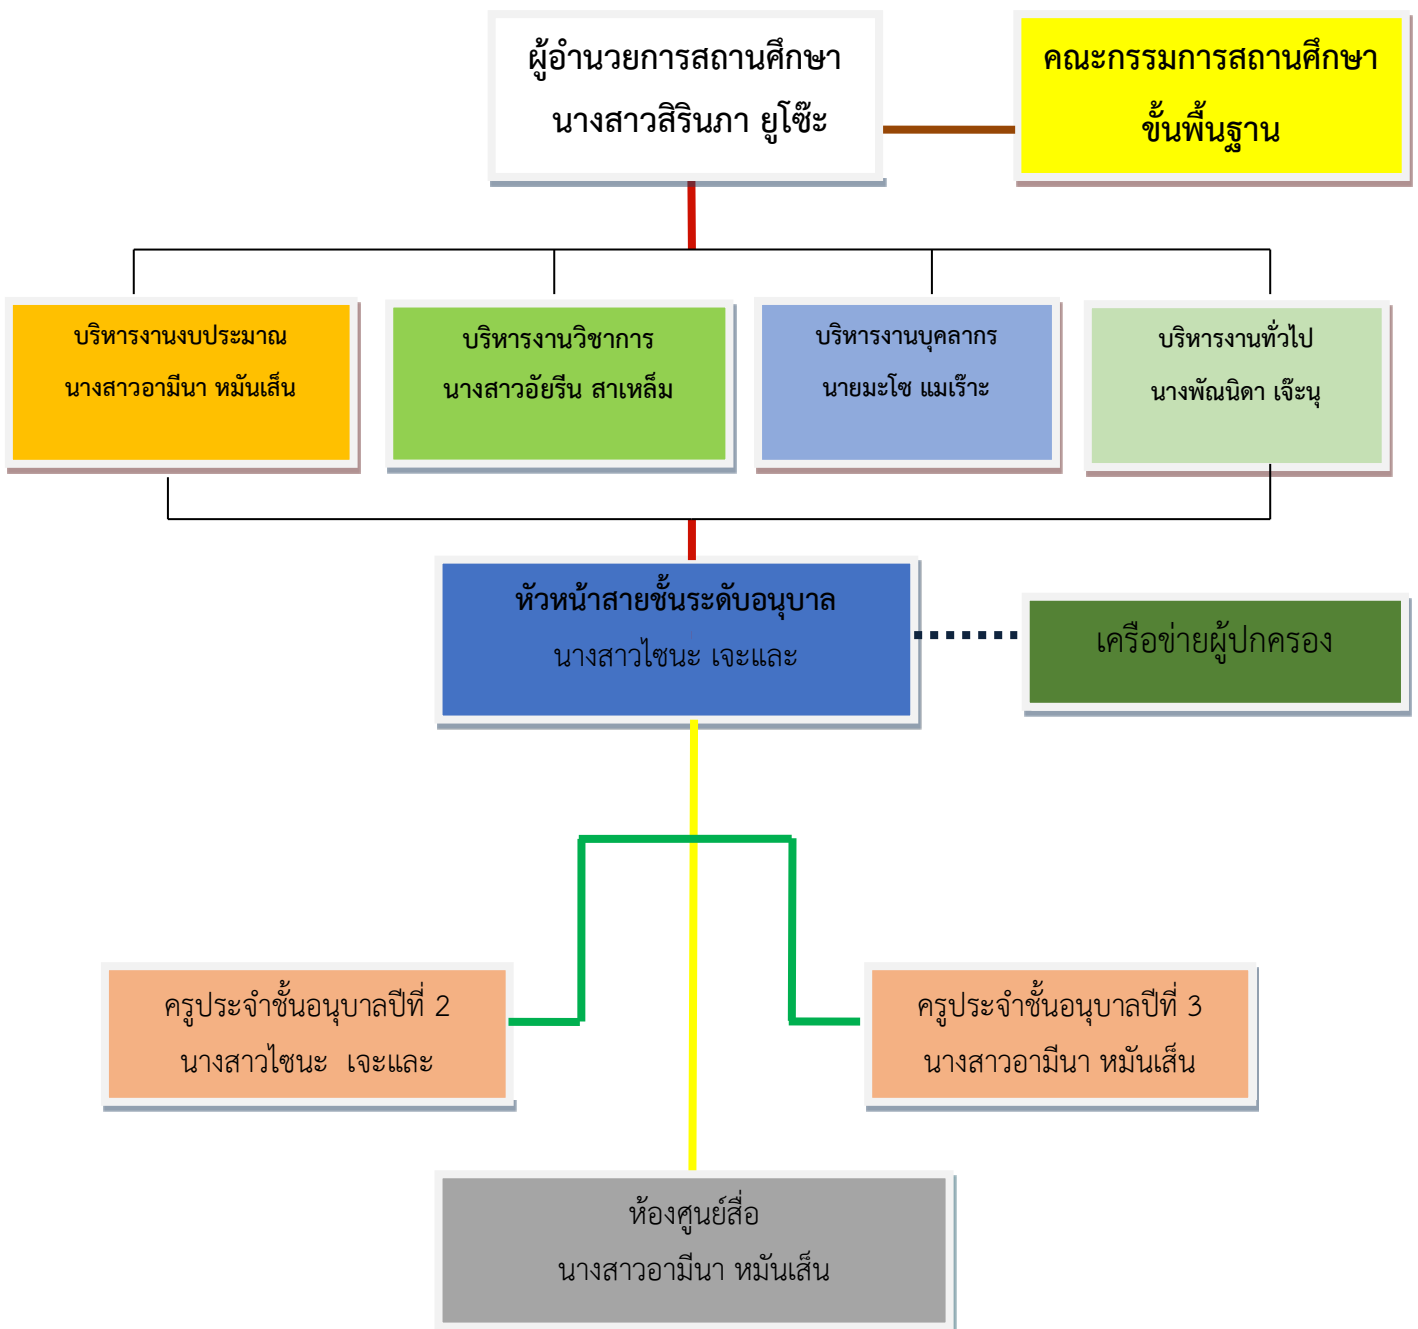 ผู้อำนวยการสถานศึกษา
นางสาวสิรินภา ยูโซ๊ะ
คณะกรรมการสถานศึกษา
ขั้นพื้นฐาน
บริหารงานงบประมาณ
นางสาวอามีนา หมันเส็น
บริหารงานวิชาการ
นางสาวอัยรีน สาเหล็ม
บริหารงานบุคลากร
นายมะโซ แมเร๊าะ
บริหารงานทั่วไป
นางพัณนิดา เจ๊ะนุ
หัวหน้าสายชั้นระดับอนุบาล
นางสาวไซนะ เจะและ
เครือข่ายผู้ปกครอง
ครูประจำชั้นอนุบาลปีที่ 2
นางสาวไซนะ เจะและ
ครูประจำชั้นอนุบาลปีที่ 3
นางสาวอามีนา หมันเส็น
ห้องศูนย์สื่อ
นางสาวอามีนา หมันเส็น